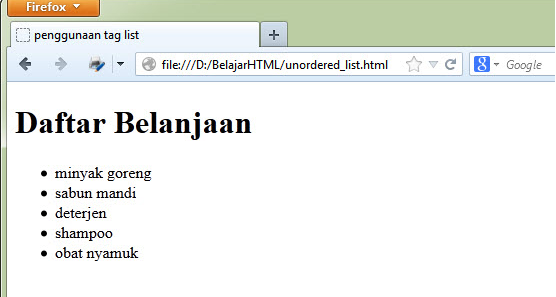 Firefox
penggunaan tag list
file:///D:/BelajarHTML/unordered_list.html
Google
Daftar Belanjaan
minyak goreng
sabun mandi
deterjen
shampoo
obat nyamuk